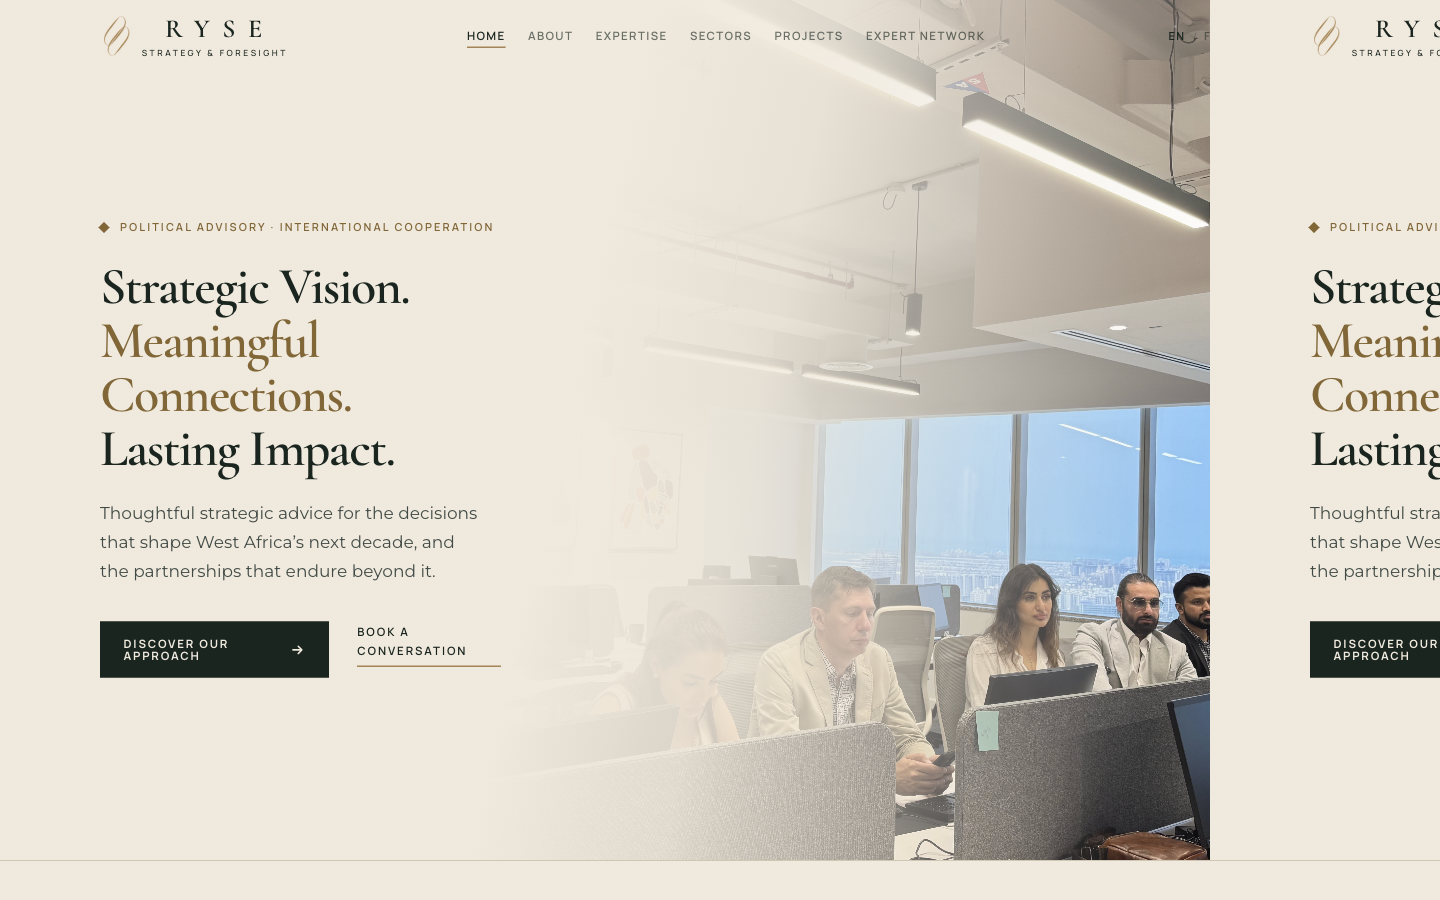 RYSE
STRATEGY & FORESIGHT
HOME ABOUT EXPERTISE SECTORS PROJECTS EXPERT NETWORK
EN
POLITICAL ADVISORY · INTERNATIONAL COOPERATION
Strategic Vision.
Meaningful
Connections.
Lasting Impact.
Thoughtful strategic advice for the decisions
that shape West Africa’s next decade, and
the partnerships that endure beyond it.
DISCOVER OUR
APPROACH
BOOK A
CONVERSATION
RYS
STRATEGY & FO
POLITICAL ADVI
Strateg
Meanin
Conne
Lasting
Thoughtful stra
that shape Wes
the partnership
DISCOVER OUR
APPROACH